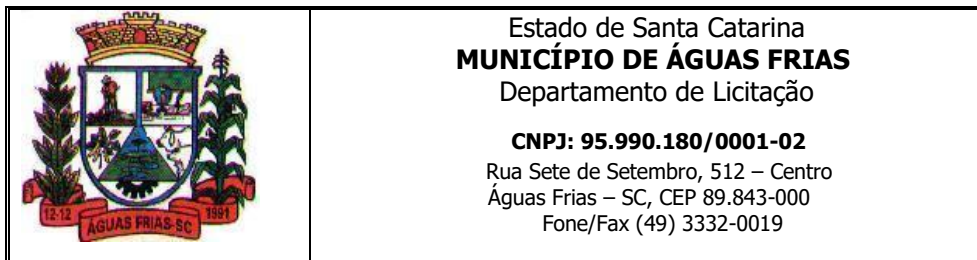 12-12
ÁGUAS FRIAS-SC
1991
Estado de Santa Catarina
MUNICÍPIO DE ÁGUAS FRIAS
Departamento de Licitação
CNPJ: 95.990.180/0001-02
Rua Sete de Setembro, 512 – Centro
Águas Frias – SC, CEP 89.843-000
Fone/Fax (49) 3332-0019